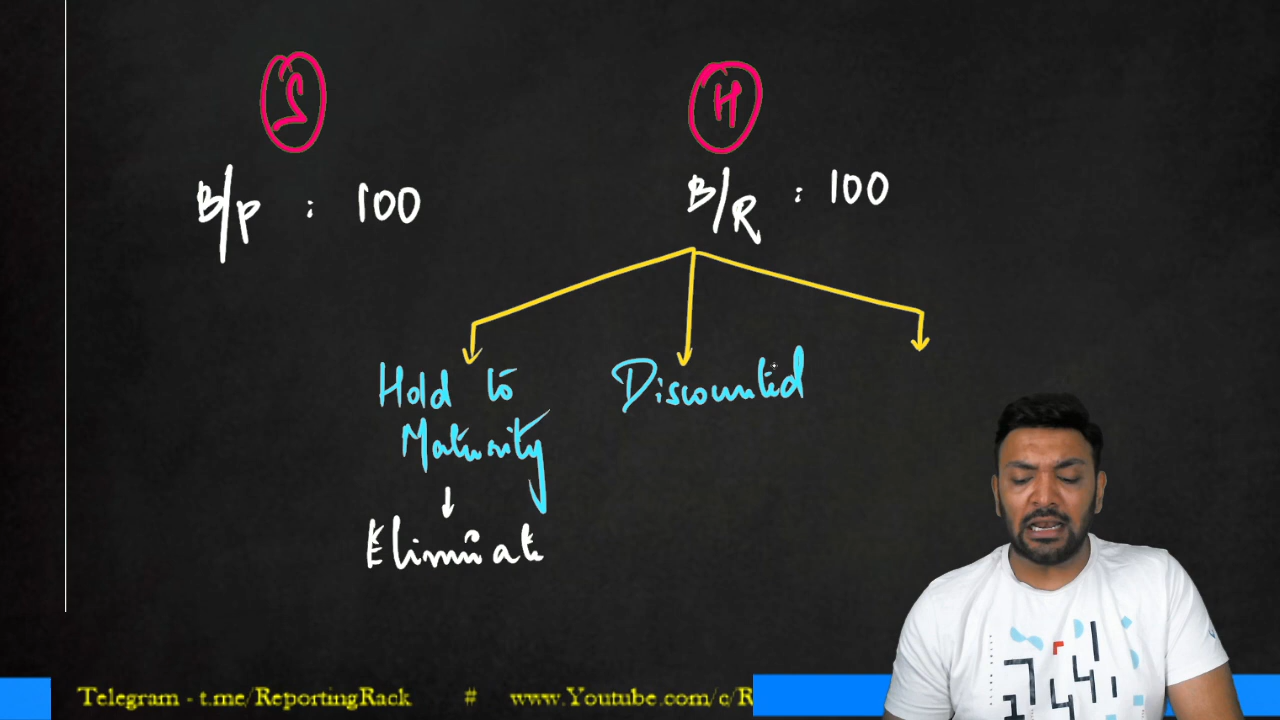 S
H
B/P : 100
B/R : 100
Hold to
Maturity
Discounted
Eliminate
Telegram - t.me/ReportingRack # www.Youtube.com/c/R